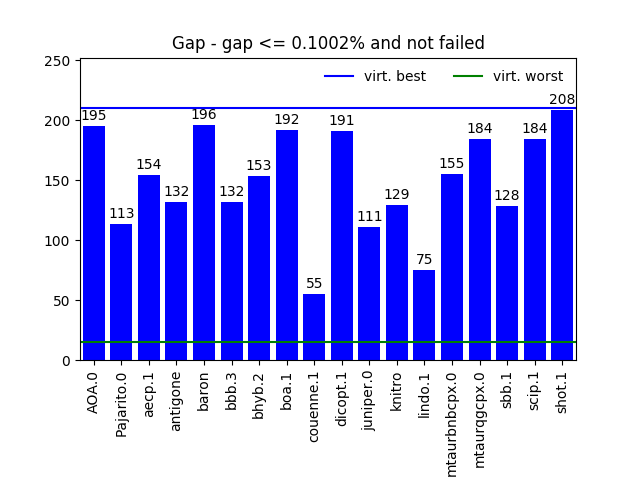 Gap - gap <= 0.1002% and not failed
250
200
150
100
50
0
virt. best
virt. worst
195
113
154
132
196
132
153
192
55
191
111
129
75
155
184
128
184
208
AOA.0
Pajarito.0
aecp.1
antigone
baron
bbb.3
bhyb.2
boa.1
couenne.1
dicopt.1
juniper.0
knitro
lindo.1
mtaurbnbcpx.0
mtaurqgcpx.0
sbb.1
scip.1
shot.1